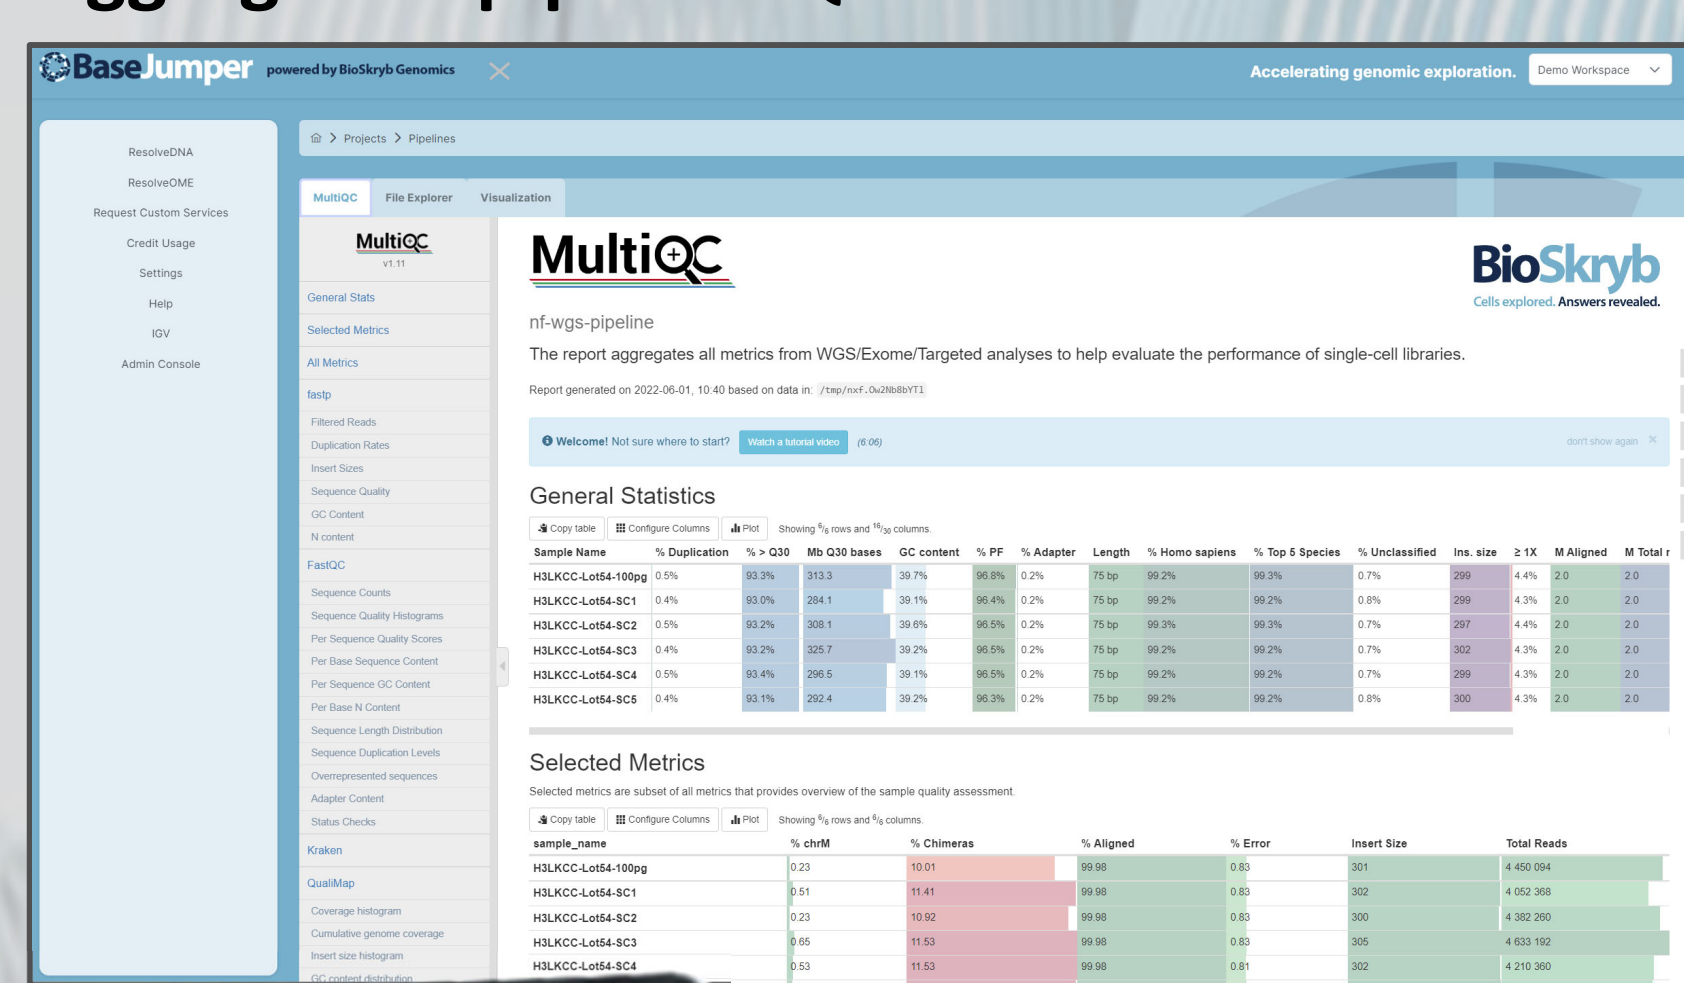 BaseJumper powered by BioSkryb Genomics
Accelerating genomic exploration.
Demo Workspace
ResolveDNA
ResolveOME
Request Custom Services
Credit Usage
Settings
Help
IGV
Admin Console
Projects > Pipelines
MultiQC File Explorer Visualization
MultiQC
v1.11
General Stats
Selected Metrics
All Metrics
fastp
Filtered Reads
Duplication Rates
Insert Sizes
Sequence Quality
GC Content
N content
FastQC
Sequence Counts
Sequence Quality Histograms
Per Sequence Quality Scores
Per Base Sequence Content
Per Sequence GC Content
Per Base N Content
Sequence Length Distribution
Sequence Duplication Levels
Overrepresented sequences
Adapter Content
Status Checks
Kraken
QualiMap
Coverage histogram
Cumulative genome coverage
Insert size histogram
GC content distribution
MultiQC
BioSkryb
Cells explored. Answers revealed.
nf-wgs-pipeline
The report aggregates all metrics from WGS/Exome/Targeted analyses to help evaluate the performance of single-cell libraries.
Report generated on 2022-06-01, 10:40 based on data in: /tmp/nxf.Ow2Nb8bYTl
Welcome! Not sure where to start? Watch a tutorial video (6:06) don't show again ×
General Statistics
Copy table Configure Columns Plot Showing 6/6 rows and 16/30 columns.
Sample Name % Duplication % > Q30 Mb Q30 bases GC content % PF % Adapter Length % Homo sapiens % Top 5 Species % Unclassified Ins. size ≥ 1X M Aligned M Total r
H3LKCC-Lot54-100pg 0.5% 93.3% 313.3 39.7% 96.8% 0.2% 75 bp 99.2% 99.3% 0.7% 299 4.4% 2.0 2.0
H3LKCC-Lot54-SC1 0.4% 93.0% 284.1 39.1% 96.4% 0.2% 75 bp 99.2% 99.2% 0.8% 299 4.3% 2.0 2.0
H3LKCC-Lot54-SC2 0.5% 93.2% 308.1 39.6% 96.5% 0.2% 75 bp 99.3% 99.3% 0.7% 297 4.4% 2.0 2.0
H3LKCC-Lot54-SC3 0.4% 93.2% 325.7 39.2% 96.5% 0.2% 75 bp 99.2% 99.2% 0.7% 302 4.3% 2.0 2.0
H3LKCC-Lot54-SC4 0.5% 93.4% 296.5 39.1% 96.5% 0.2% 75 bp 99.2% 99.2% 0.7% 299 4.3% 2.0 2.0
H3LKCC-Lot54-SC5 0.4% 93.1% 292.4 39.2% 96.3% 0.2% 75 bp 99.2% 99.2% 0.8% 300 4.3% 2.0 2.0
Selected Metrics
Selected metrics are subset of all metrics that provides overview of the sample quality assessment.
Copy table Configure Columns Plot Showing 6/6 rows and 6/6 columns.
sample_name % chrM % Chimeras % Aligned % Error Insert Size Total Reads
H3LKCC-Lot54-100pg 0.23 10.01 99.98 0.83 301 4 450 094
H3LKCC-Lot54-SC1 0.51 11.41 99.98 0.83 302 4 052 368
H3LKCC-Lot54-SC2 0.23 10.92 99.98 0.83 300 4 382 260
H3LKCC-Lot54-SC3 0.65 11.53 99.98 0.83 305 4 633 192
H3LKCC-Lot54-SC4 0.53 11.53 99.98 0.81 302 4 210 360